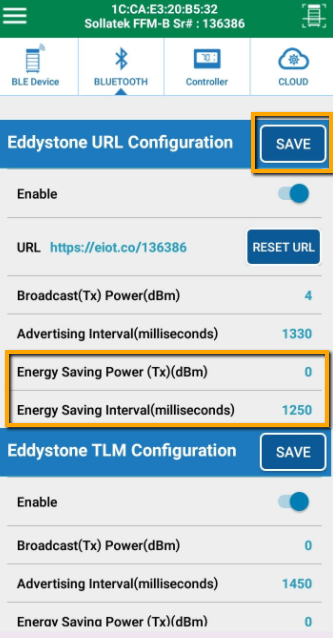 1C:CA:E3:20:B5:32
Sollatek FFM-B Sr# : 136386
BLE Device BLUETOOTH Controller CLOUD
Eddystone URL Configuration SAVE
Enable
URL https://eiot.co/136386 RESET URL
Broadcast(Tx) Power(dBm) 4
Advertising Interval(milliseconds) 1330
Energy Saving Power (Tx)(dBm) 0
Energy Saving Interval(milliseconds) 1250
Eddystone TLM Configuration SAVE
Enable
Broadcast(Tx) Power(dBm) 0
Advertising Interval(milliseconds) 1450
Energy Saving Power (Tx)(dBm) 0